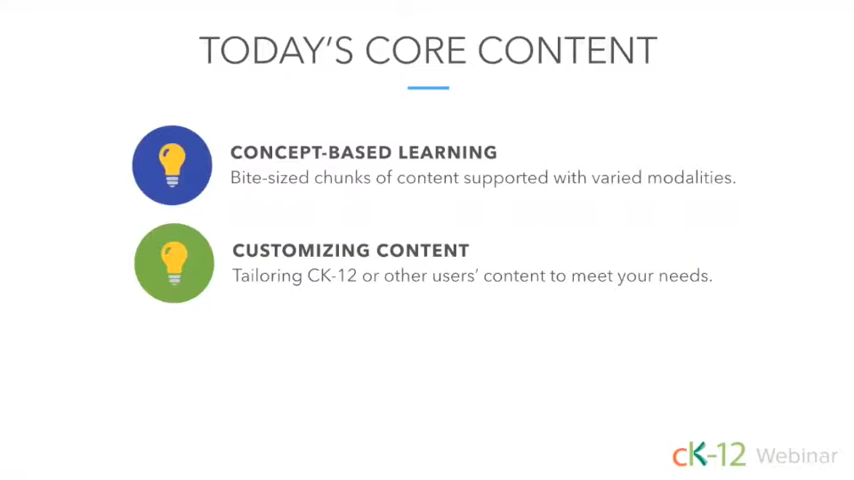 TODAY'S CORE CONTENT
CONCEPT-BASED LEARNING
Bite-sized chunks of content supported with varied modalities.
CUSTOMIZING CONTENT
Tailoring CK-12 or other users' content to meet your needs.
cK-12 Webinar